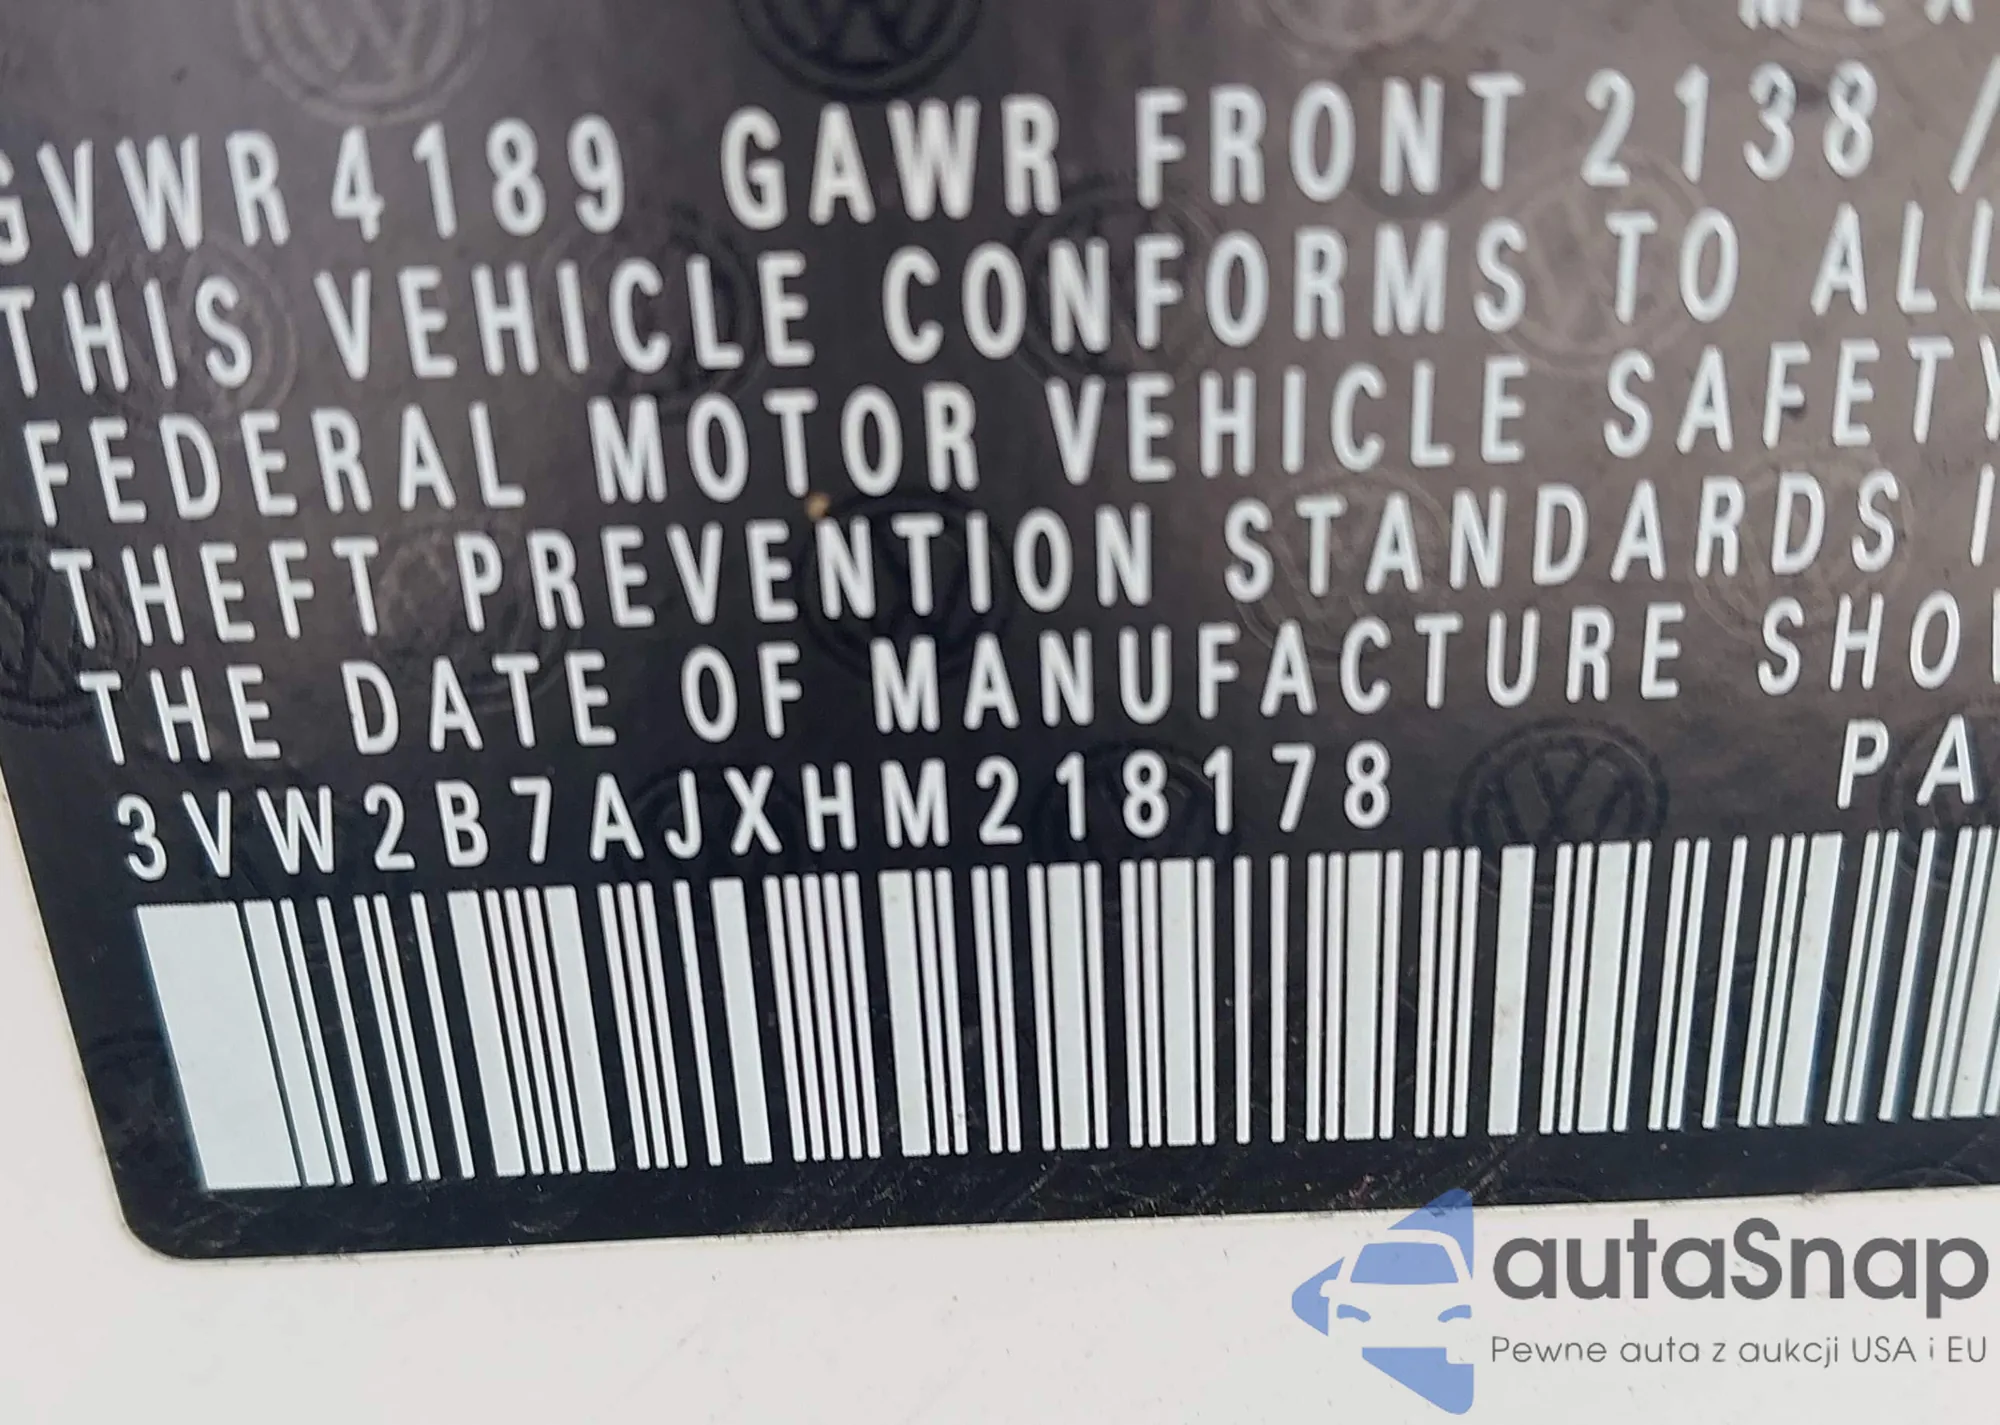 GVWR 4189 GAWR FRONT 2138 /
THIS VEHICLE CONFORMS TO ALL
FEDERAL MOTOR VEHICLE SAFETY
THEFT PREVENTION STANDARDS I
THE DATE OF MANUFACTURE SHO
3VW2B7AJXHM218178 PA
autaSnap
Pewne auta z aukcji USA i EU